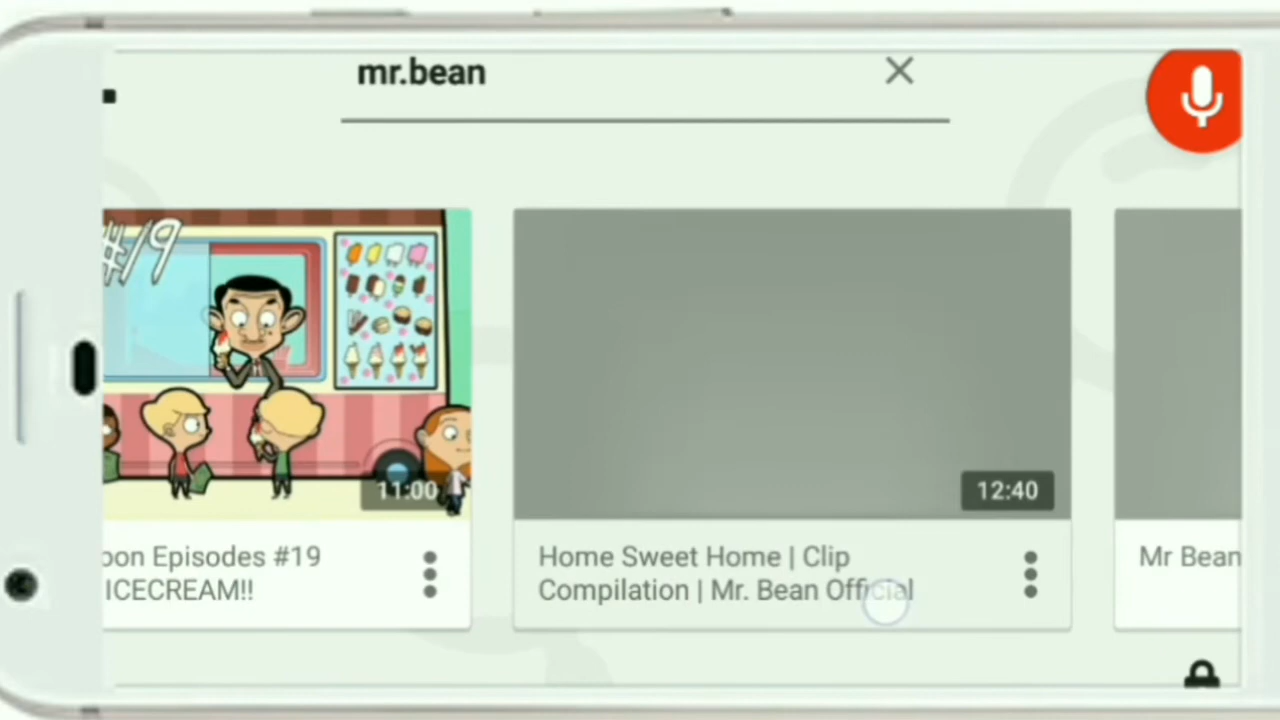 mr.bean
#19
11:00
12:40
oon Episodes #19
ICECREAM!!
Home Sweet Home | Clip
Compilation | Mr. Bean Official
Mr Bean